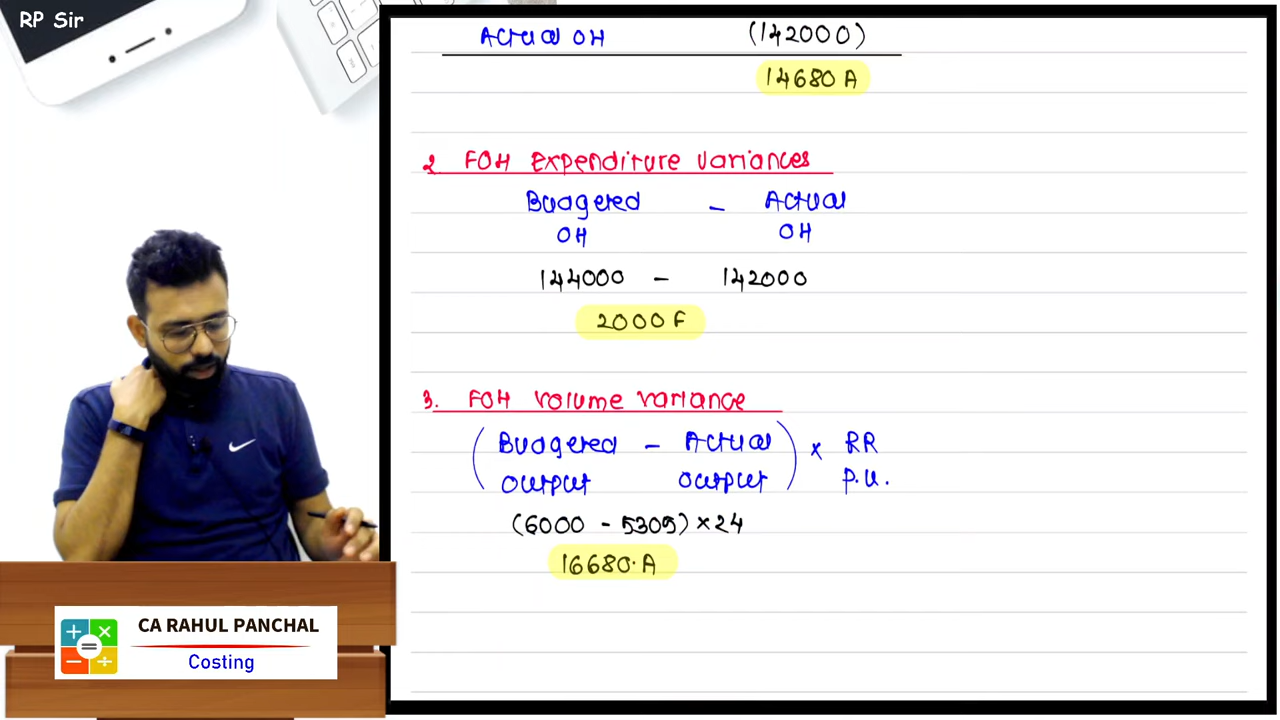 RP Sir
Actual OH (142000)
14680 A
2 FOH Expenditure variances
Budgeted - Actual
OH OH
144000 - 142000
2000 F
3. FOH Volume Variance
(Budgeted - Actual) × RR
Output Output P.U.
(6000 - 5305) × 24
16680. A
CA RAHUL PANCHAL
Costing